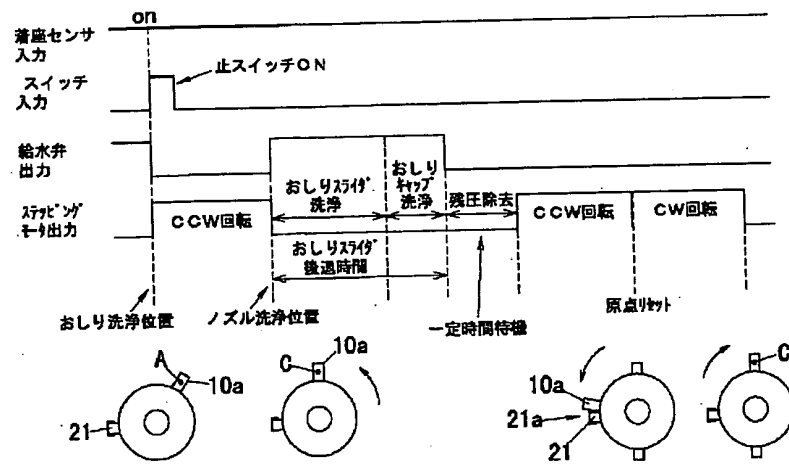 on
着座センサ
入力
スイッチ
入力
止スイッチON
給水弁
出力
おしりスライダ
洗浄
おしり
キャップ
洗浄
残圧除去
ステッピング
モータ出力
CCW回転
CCW回転
CW回転
おしりスライダ
後退時間
おしり洗浄位置
ノズル洗浄位置
一定時間待機
原点リセット
A
10a
21
C
10a
10a
21a
21
C